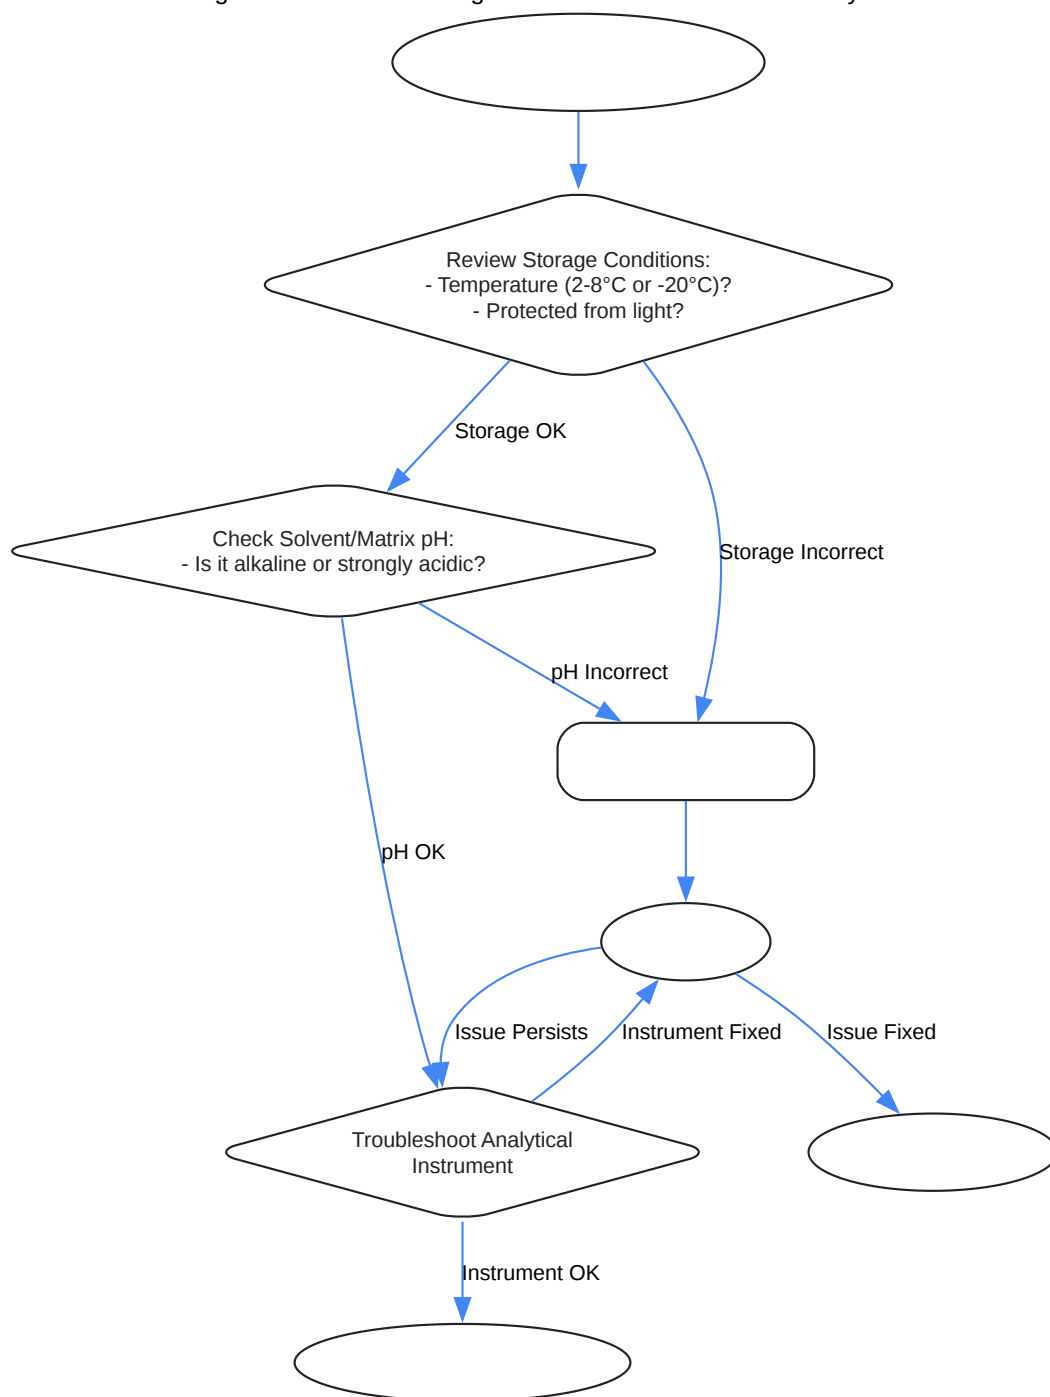 Review Storage Conditions:
- Temperature (2-8°C or -20°C)?
- Protected from light?
Storage OK
Check Solvent/Matrix pH:
- Is it alkaline or strongly acidic?
Storage Incorrect
pH Incorrect
pH OK
Issue Persists
Instrument Fixed
Issue Fixed
Troubleshoot Analytical
Instrument
Instrument OK